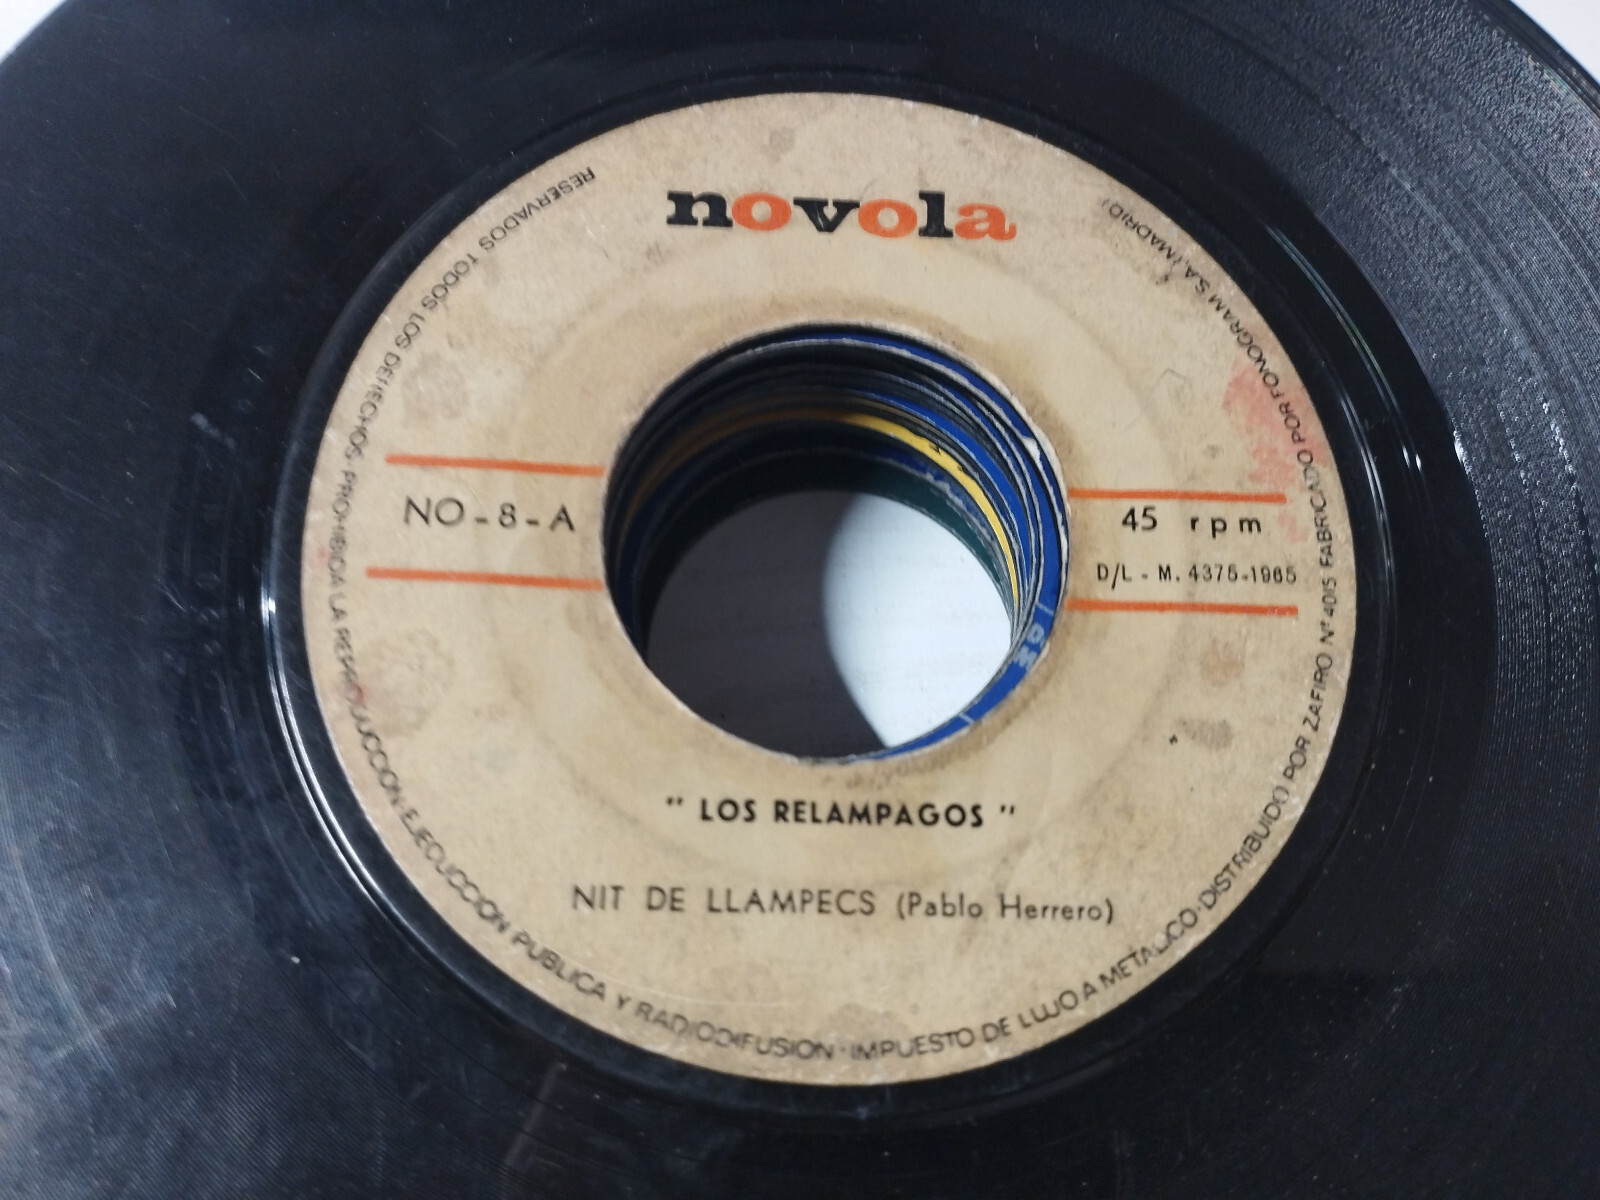 novola
NO - 8 - A
45 rpm
D/L - M. 4375-1965
" LOS RELAMPAGOS "
NIT DE LLAMPECS (Pablo Herrero)
RESERVADOS TODOS LOS DERECHOS. PROHIBIDA LA REPRODUCCION, EJECUCCION PUBLICA Y RADIODIFUSION · IMPUESTO DE LUJO A METALICO · DISTRIBUIDO POR ZAFIRO Nº 4015 FABRICADO POR FONOGRAM S.A. (MADRID)